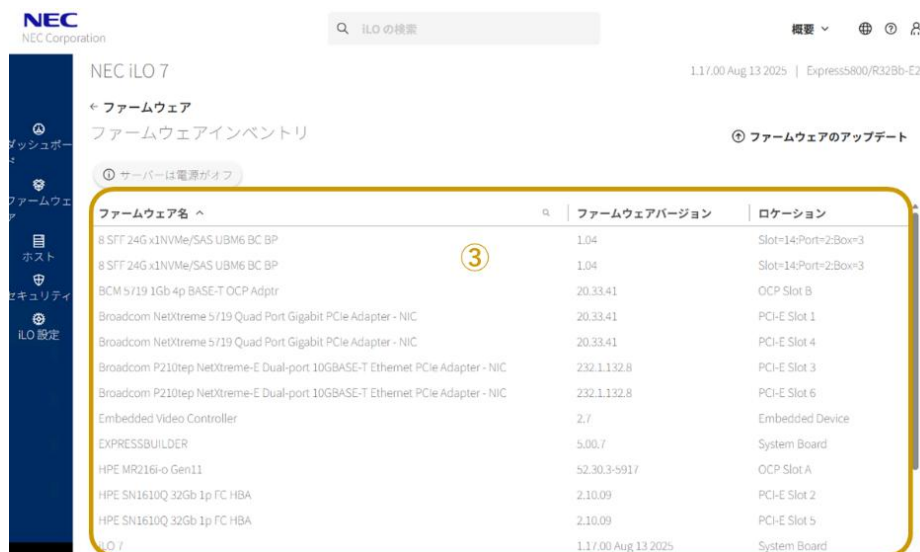 NEC
NEC Corporation
iLO の検索
概要
NEC iLO 7
1.17.00 Aug 13 2025 | Express5800/R32Bb-E2
← ファームウェア
ファームウェアインベントリ
ファームウェアのアップデート
サーバーは電源がオフ
ダッシュボー
ド
ファームウェ
ア
ホスト
セキュリティ
iLO 設定
③
ファームウェア名 ファームウェアバージョン ロケーション
8 SFF 24G x1NVMe/SAS UBM6 BC BP 1.04 Slot=14:Port=2:Box=3
8 SFF 24G x1NVMe/SAS UBM6 BC BP 1.04 Slot=14:Port=2:Box=3
BCM 5719 1Gb 4p BASE-T OCP Adptr 20.33.41 OCP Slot B
Broadcom NetXtreme 5719 Quad Port Gigabit PCIe Adapter - NIC 20.33.41 PCI-E Slot 1
Broadcom NetXtreme 5719 Quad Port Gigabit PCIe Adapter - NIC 20.33.41 PCI-E Slot 4
Broadcom P210tep NetXtreme-E Dual-port 10GBASE-T Ethernet PCIe Adapter - NIC 232.1.132.8 PCI-E Slot 3
Broadcom P210tep NetXtreme-E Dual-port 10GBASE-T Ethernet PCIe Adapter - NIC 232.1.132.8 PCI-E Slot 6
Embedded Video Controller 2.7 Embedded Device
EXPRESSBUILDER 5.00.7 System Board
HPE MR216i-o Gen11 52.30.3-5917 OCP Slot A
HPE SN1610Q 32Gb 1p FC HBA 2.10.09 PCI-E Slot 2
HPE SN1610Q 32Gb 1p FC HBA 2.10.09 PCI-E Slot 5
iLO 7 1.17.00 Aug 13 2025 System Board